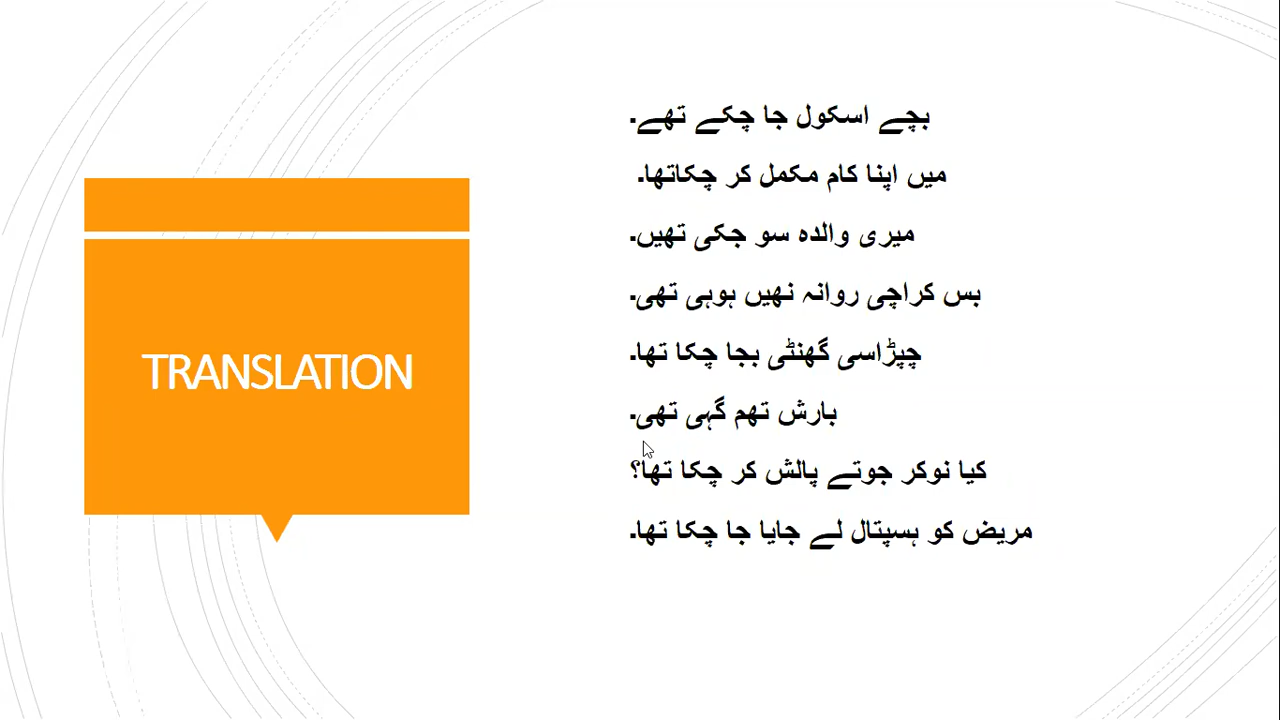 TRANSLATION
بچے اسکول جا چکے تھے۔
میں اپنا کام مکمل کر چکاتھا۔
میری والدہ سو جکی تھیں۔
بس کراچی روانہ نھیں ہوہی تھی۔
چپڑاسی گھنٹی بجا چکا تھا۔
بارش تھم گہی تھی۔
کیا نوکر جوتے پالش کر چکا تھا؟
مریض کو ہسپتال لے جایا جا چکا تھا۔